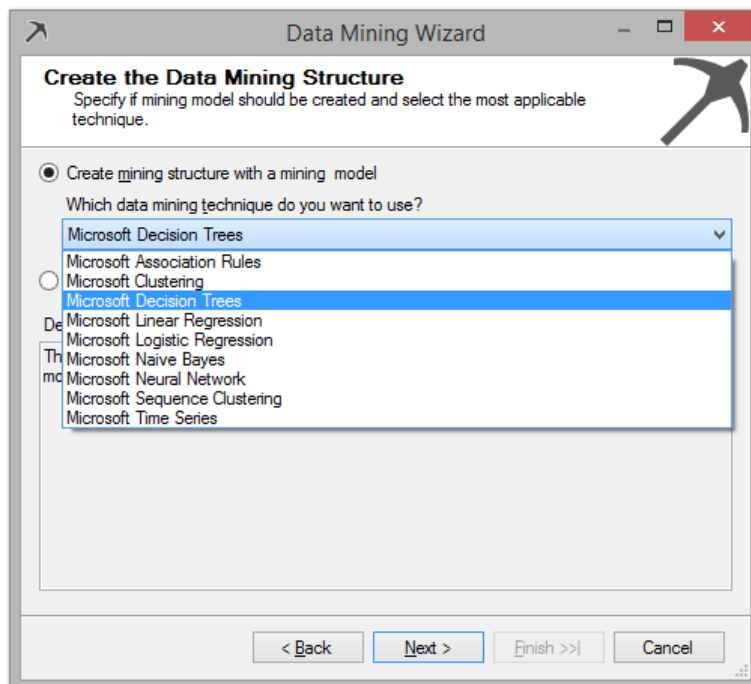 Data Mining Wizard
Create the Data Mining Structure
Specify if mining model should be created and select the most applicable
technique.
Create mining structure with a mining model
Which data mining technique do you want to use?
Microsoft Decision Trees
Microsoft Association Rules
Microsoft Clustering
Microsoft Decision Trees
Microsoft Linear Regression
Microsoft Logistic Regression
Microsoft Naive Bayes
Microsoft Neural Network
Microsoft Sequence Clustering
Microsoft Time Series
< Back
Next >
Finish >>|
Cancel